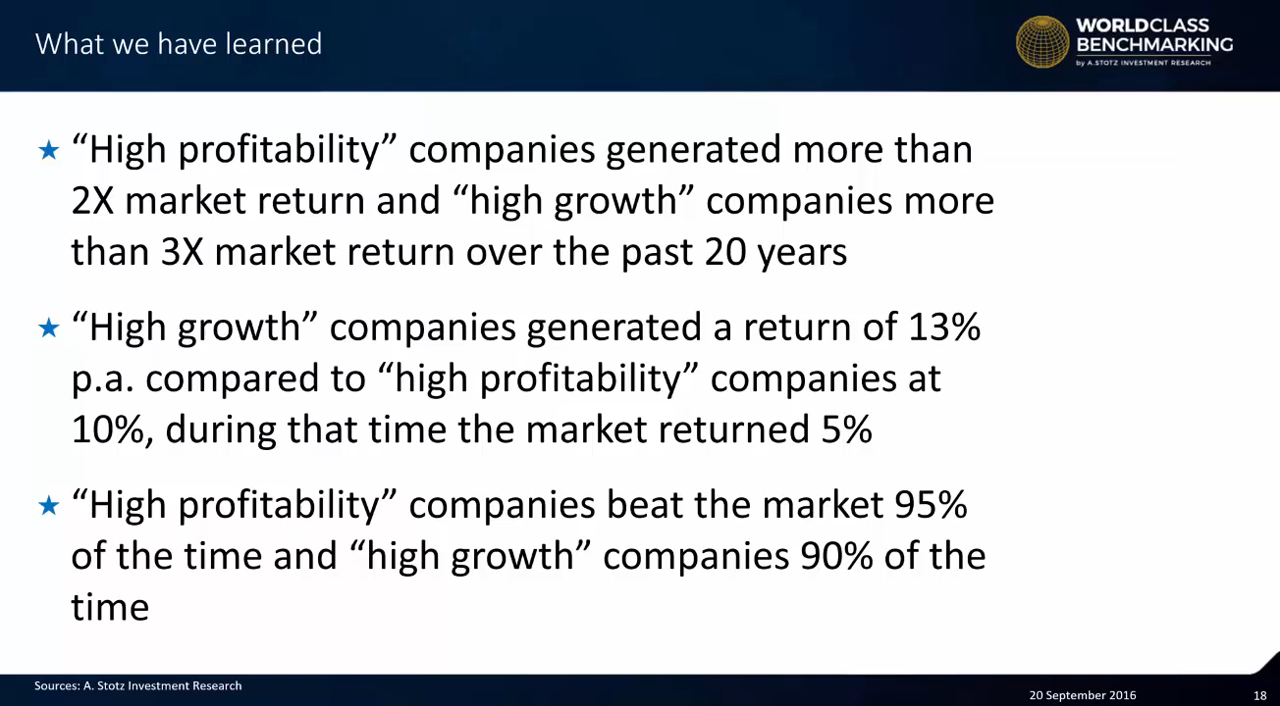 What we have learned
WORLDCLASS
BENCHMARKING
by A.STOTZ INVESTMENT RESEARCH
“High profitability” companies generated more than
2X market return and “high growth” companies more
than 3X market return over the past 20 years
“High growth” companies generated a return of 13%
p.a. compared to “high profitability” companies at
10%, during that time the market returned 5%
“High profitability” companies beat the market 95%
of the time and “high growth” companies 90% of the
time
Sources: A. Stotz Investment Research
20 September 2016
18